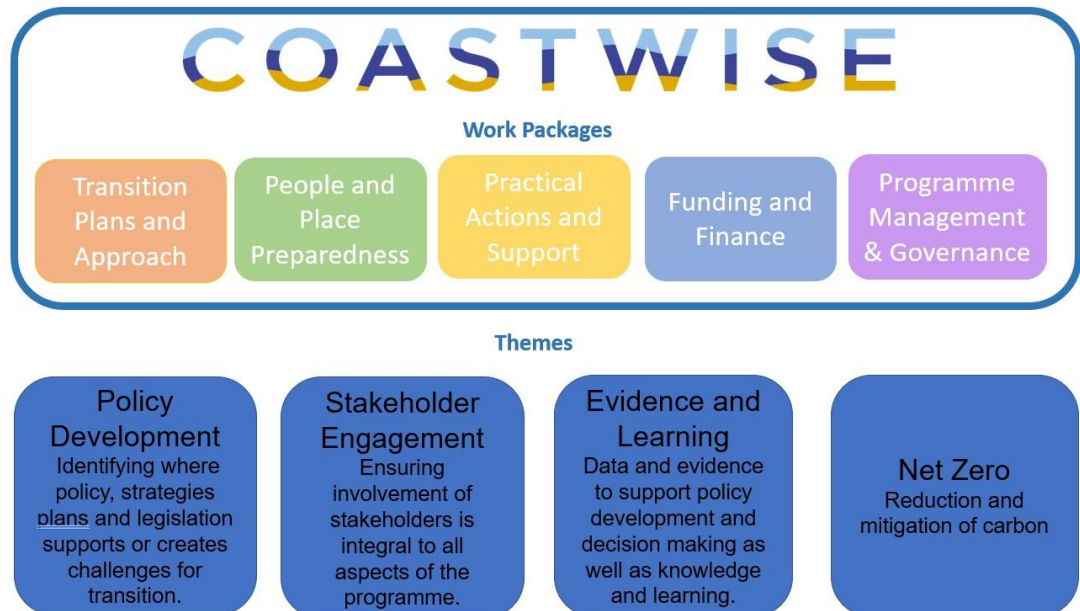 COASTWISE
Work Packages
Transition
Plans and
Approach
People and
Place
Preparedness
Practical
Actions and
Support
Funding and
Finance
Programme
Management
& Governance
Themes
Policy
Development
Identifying where
policy, strategies
plans and legislation
supports or creates
challenges for
transition.
Stakeholder
Engagement
Ensuring
involvement of
stakeholders is
integral to all
aspects of the
programme.
Evidence and
Learning
Data and evidence
to support policy
development and
decision making as
well as knowledge
and learning.
Net Zero
Reduction and
mitigation of carbon